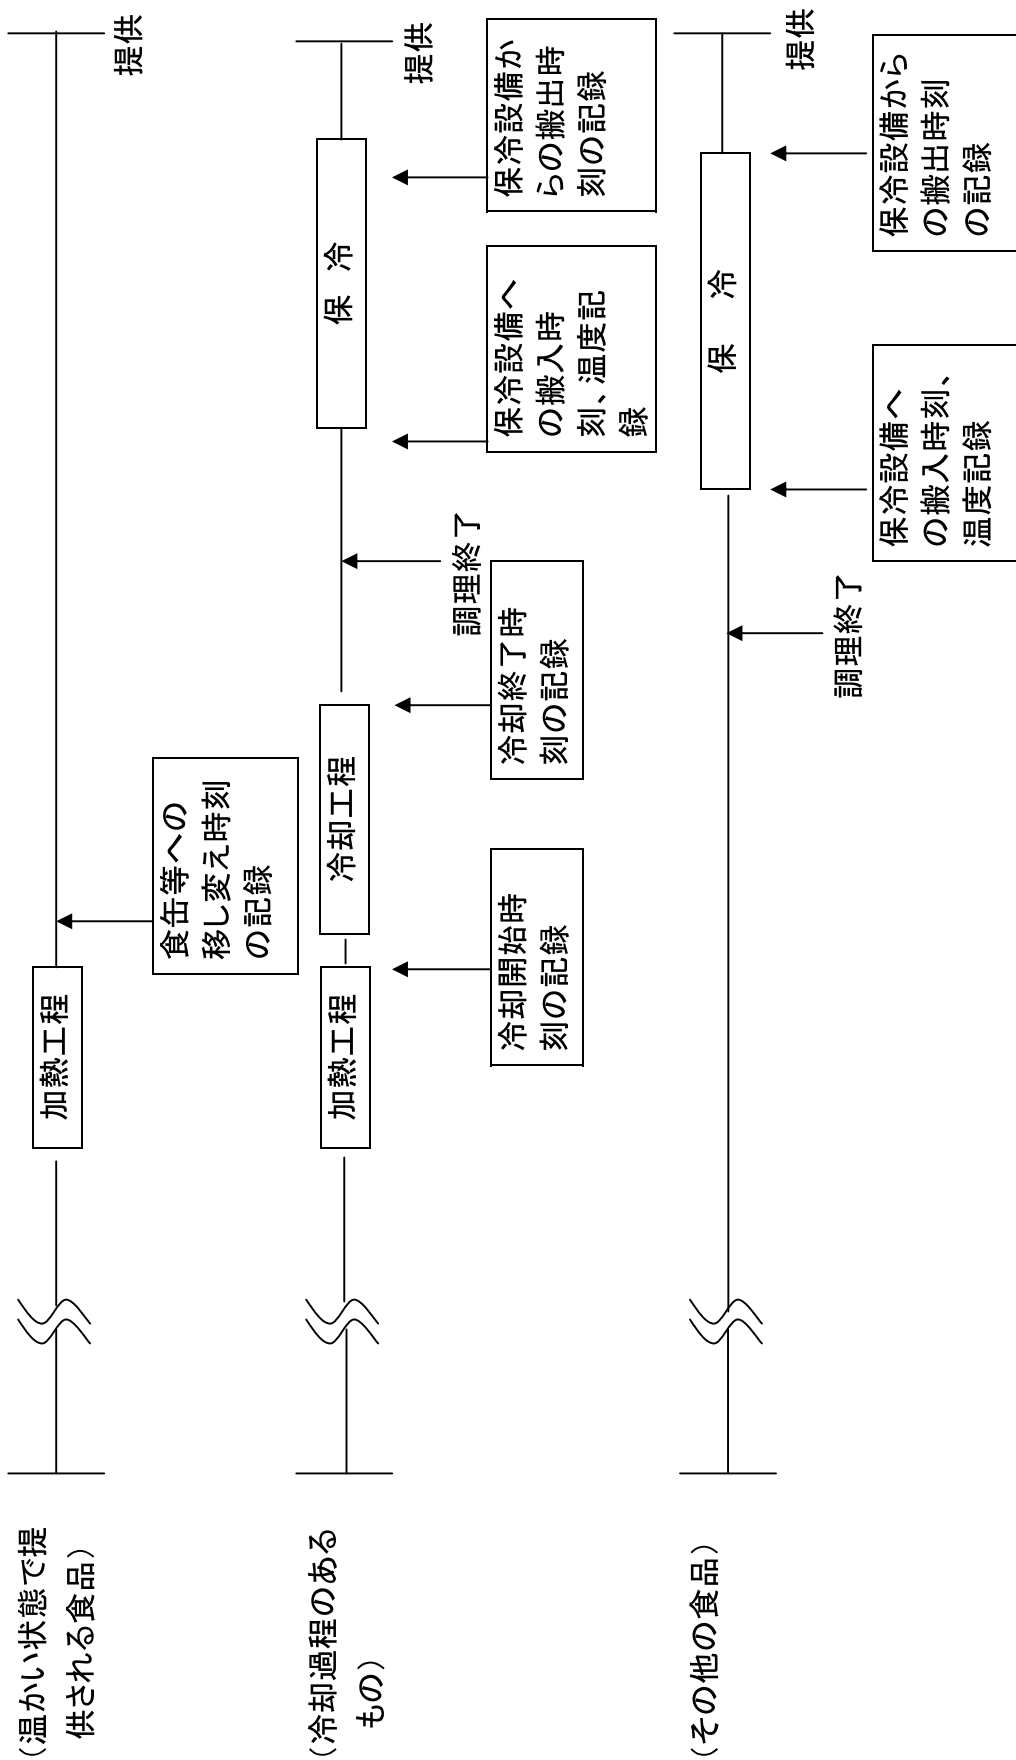 （温かい状態で提
供される食品）
加熱工程
食缶等への
移し変え時刻
の記録
提供
（冷却過程のある
もの）
加熱工程
冷却開始時
刻の記録
冷却工程
冷却終了時
刻の記録
調理終了
保冷設備へ
の搬入時
刻、温度記
録
保　冷
保冷設備か
らの搬出時
刻の記録
提供
（その他の食品）
調理終了
保冷設備へ
の搬入時刻、
温度記録
保　冷
保冷設備から
の搬出時刻
の記録
提供